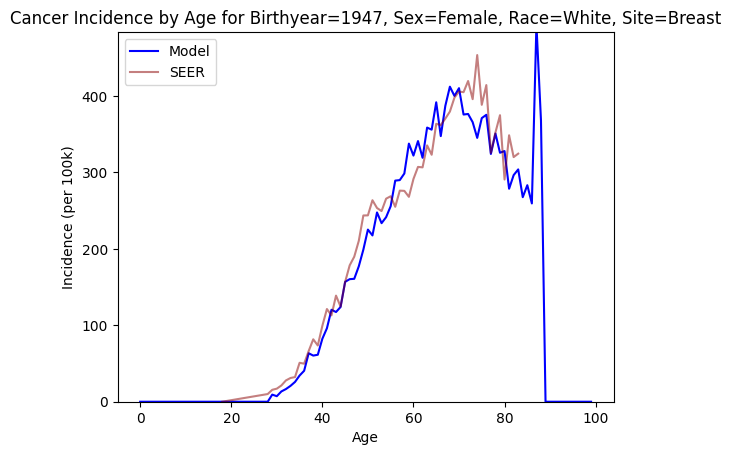 Cancer Incidence by Age for Birthyear=1947, Sex=Female, Race=White, Site=Breast
Model
SEER
400
300
200
100
0
Incidence (per 100k)
0 20 40 60 80 100
Age